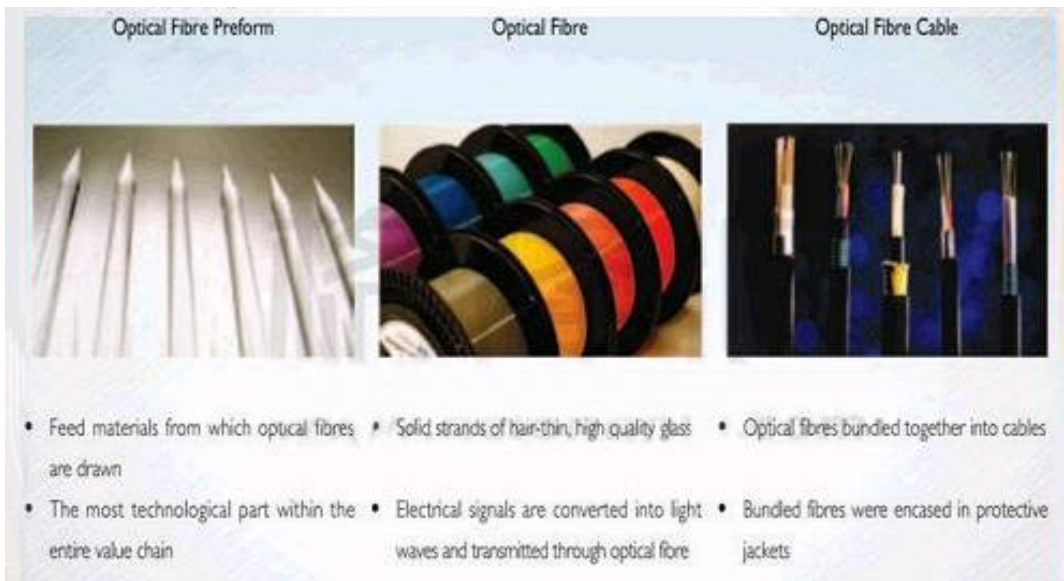 Optical Fibre Preform
Optical Fibre
Optical Fibre Cable
• Feed materials from which optical fibres
are drawn
• The most technological part within the
entire value chain
• Solid strands of hair-thin, high quality glass
• Electrical signals are converted into light
waves and transmitted through optical fibre
• Optical fibres bundled together into cables
• Bundled fibres were encased in protective
jackets